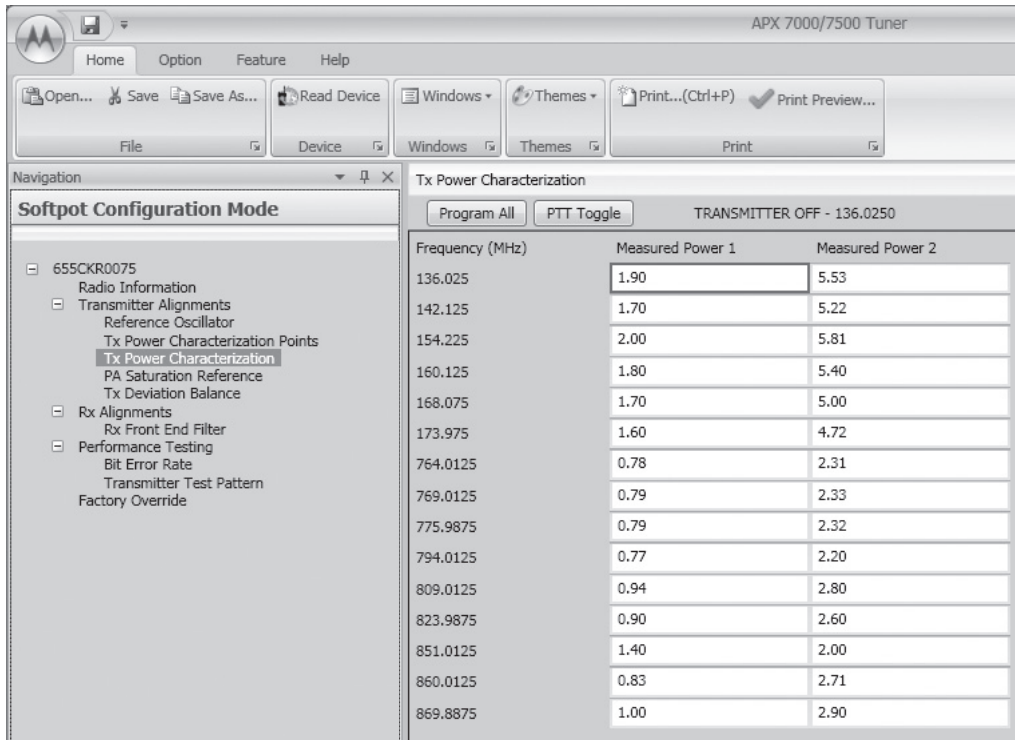 APX 7000/7500 Tuner
Home Option Feature Help
Open... Save Save As... Read Device Windows Themes Print...(Ctrl+P) Print Preview...
File Device Windows Themes Print
Navigation
Softpot Configuration Mode
655CKR0075
Radio Information
Transmitter Alignments
Reference Oscillator
Tx Power Characterization Points
Tx Power Characterization
PA Saturation Reference
Tx Deviation Balance
Rx Alignments
Rx Front End Filter
Performance Testing
Bit Error Rate
Transmitter Test Pattern
Factory Override
Tx Power Characterization
Program All PTT Toggle TRANSMITTER OFF - 136.0250
Frequency (MHz) Measured Power 1 Measured Power 2
136.025 1.90 5.53
142.125 1.70 5.22
154.225 2.00 5.81
160.125 1.80 5.40
168.075 1.70 5.00
173.975 1.60 4.72
764.0125 0.78 2.31
769.0125 0.79 2.33
775.9875 0.79 2.32
794.0125 0.77 2.20
809.0125 0.94 2.80
823.9875 0.90 2.60
851.0125 1.40 2.00
860.0125 0.83 2.71
869.8875 1.00 2.90